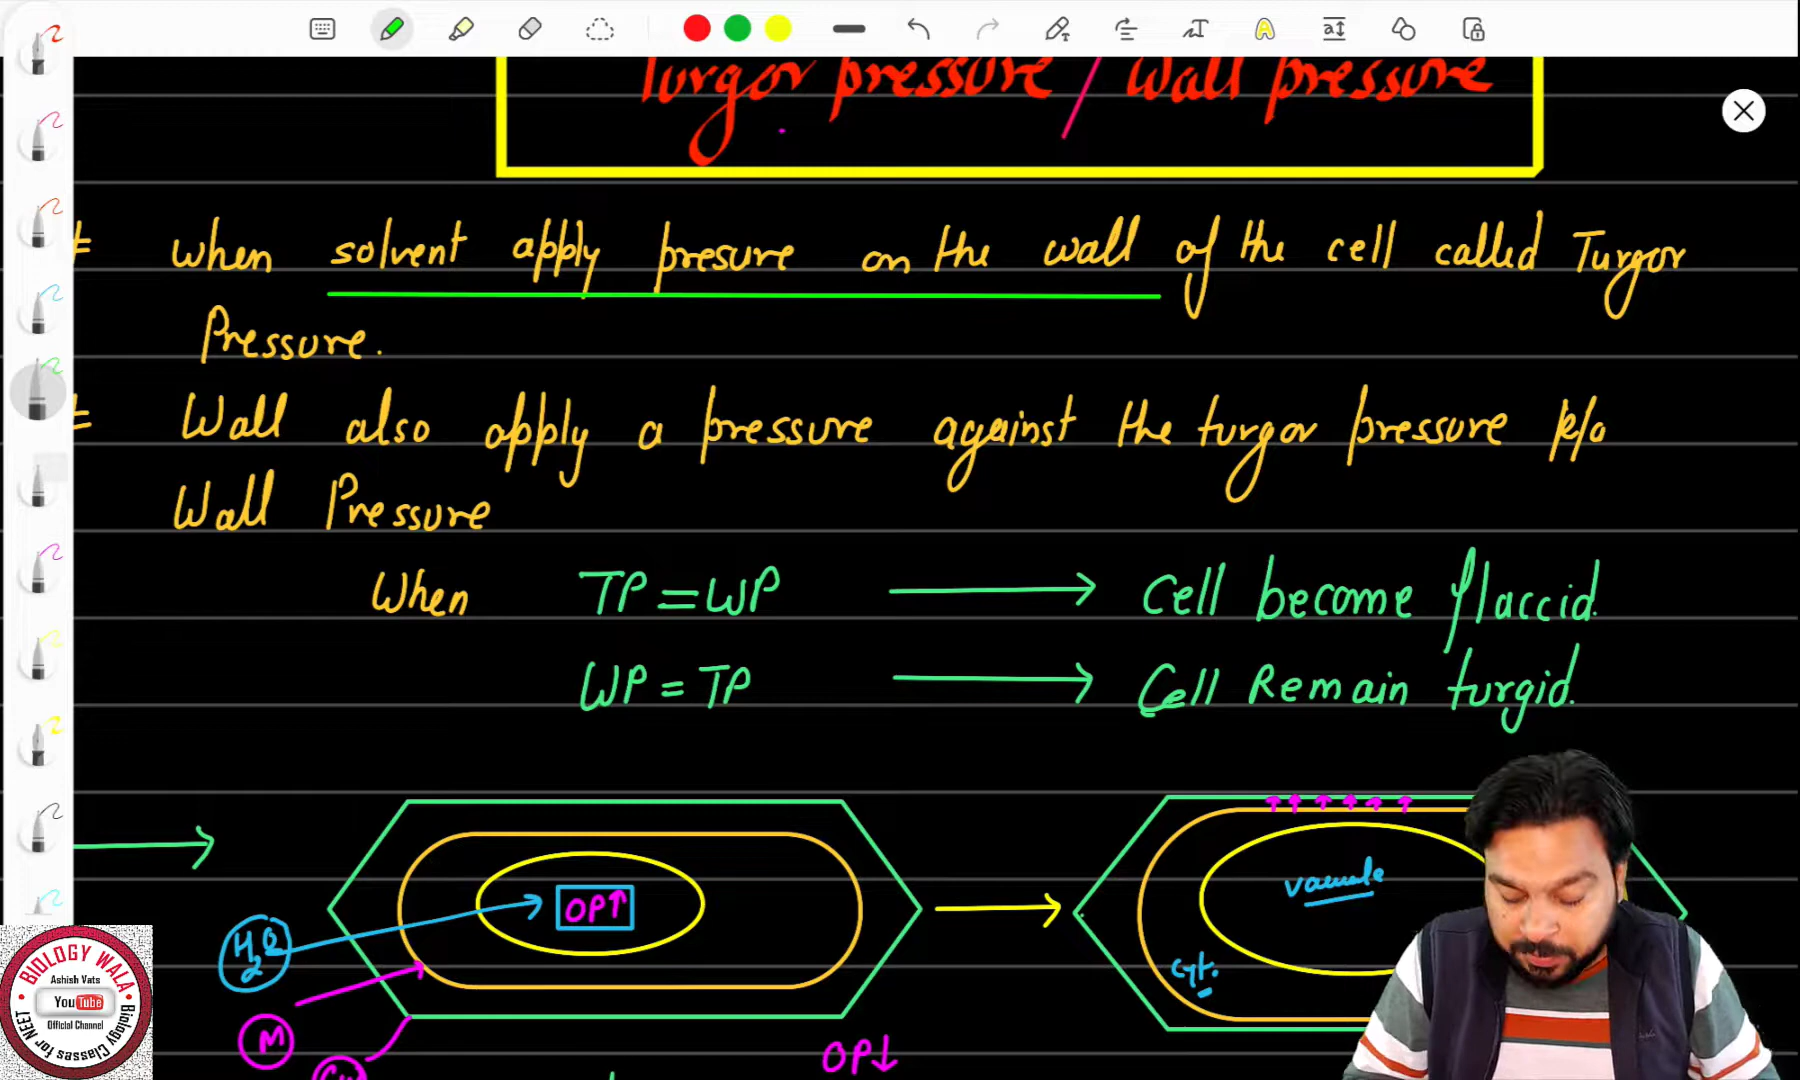 Turgor pressure / Wall pressure
when solvent apply presure on the wall of the cell called Turgor
Pressure.
Wall also apply a pressure against the turgor pressure k/a
Wall Pressure
When TP = WP → Cell become flaccid.
WP = TP → Cell Remain turgid.
vacuole
OP↑
H2O
cyt.
M
OP↓
BIOLOGY WALA
Ashish Vats
YouTube
Official Channel
Biology Classes for NEET